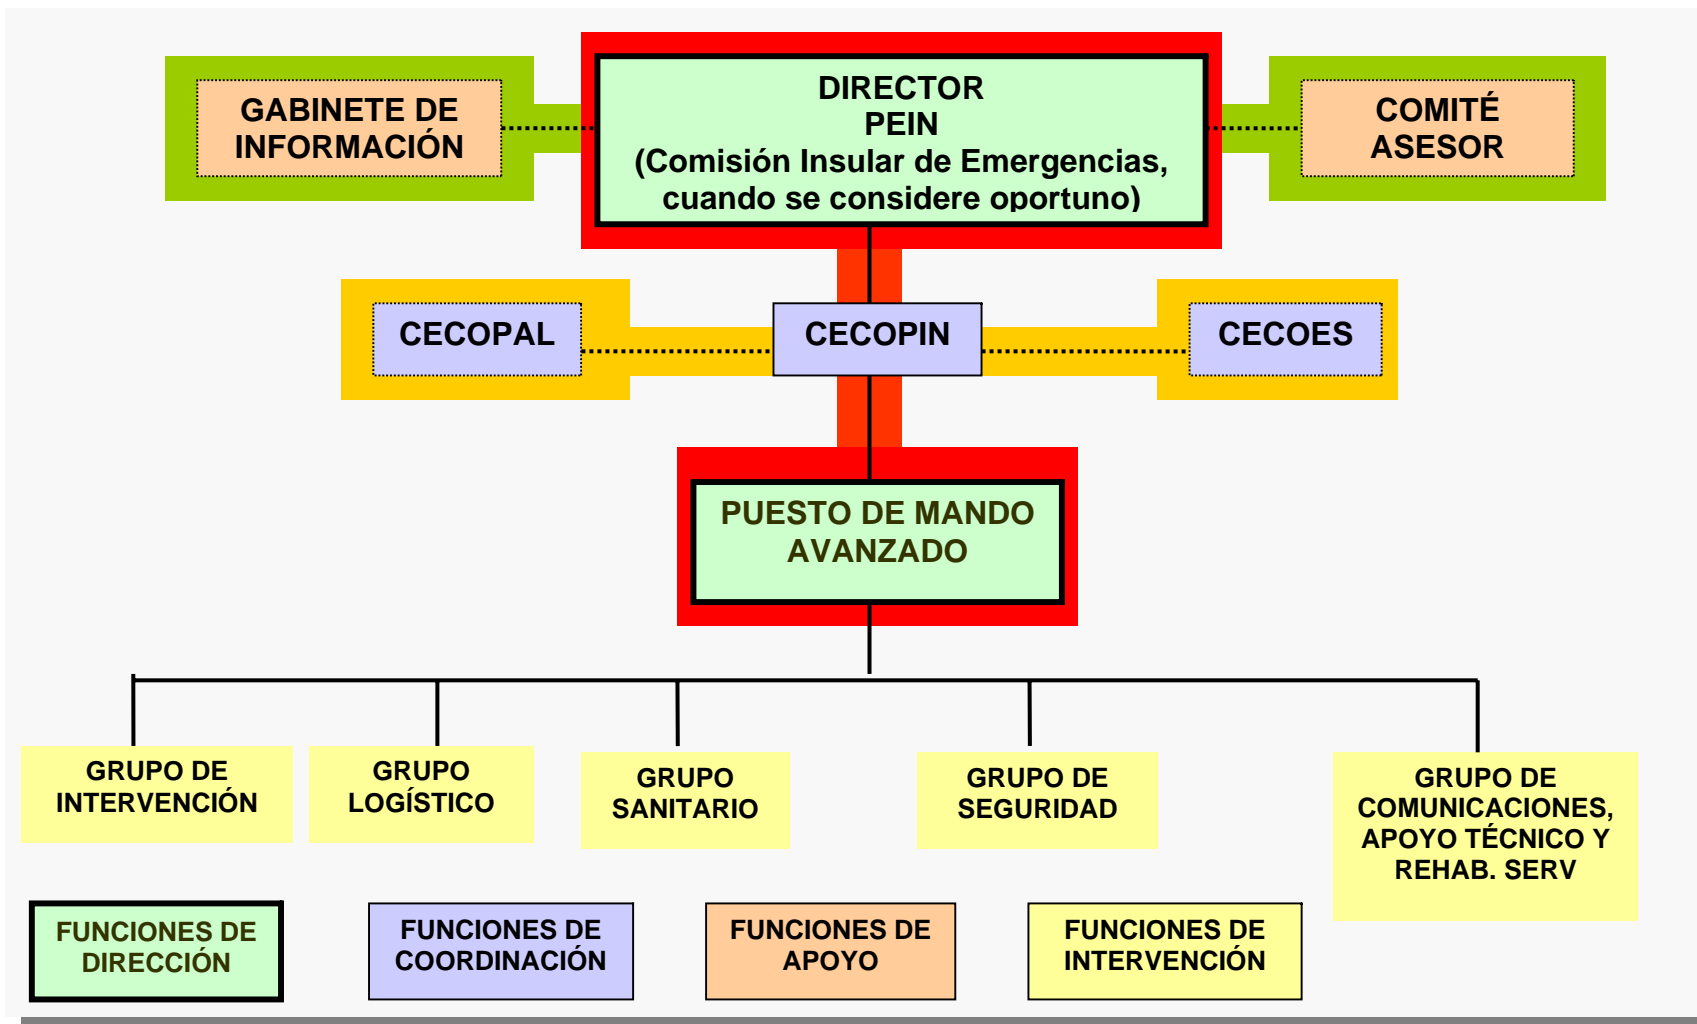 GABINETE DE
INFORMACIÓN
DIRECTOR
PEIN
(Comisión Insular de Emergencias,
cuando se considere oportuno)
COMITÉ
ASESOR
CECOPAL
CECOPIN
CECOES
PUESTO DE MANDO
AVANZADO
GRUPO DE
INTERVENCIÓN
GRUPO
LOGÍSTICO
GRUPO
SANITARIO
GRUPO DE
SEGURIDAD
GRUPO DE
COMUNICACIONES,
APOYO TÉCNICO Y
REHAB. SERV
FUNCIONES DE
DIRECCIÓN
FUNCIONES DE
COORDINACIÓN
FUNCIONES DE
APOYO
FUNCIONES DE
INTERVENCIÓN